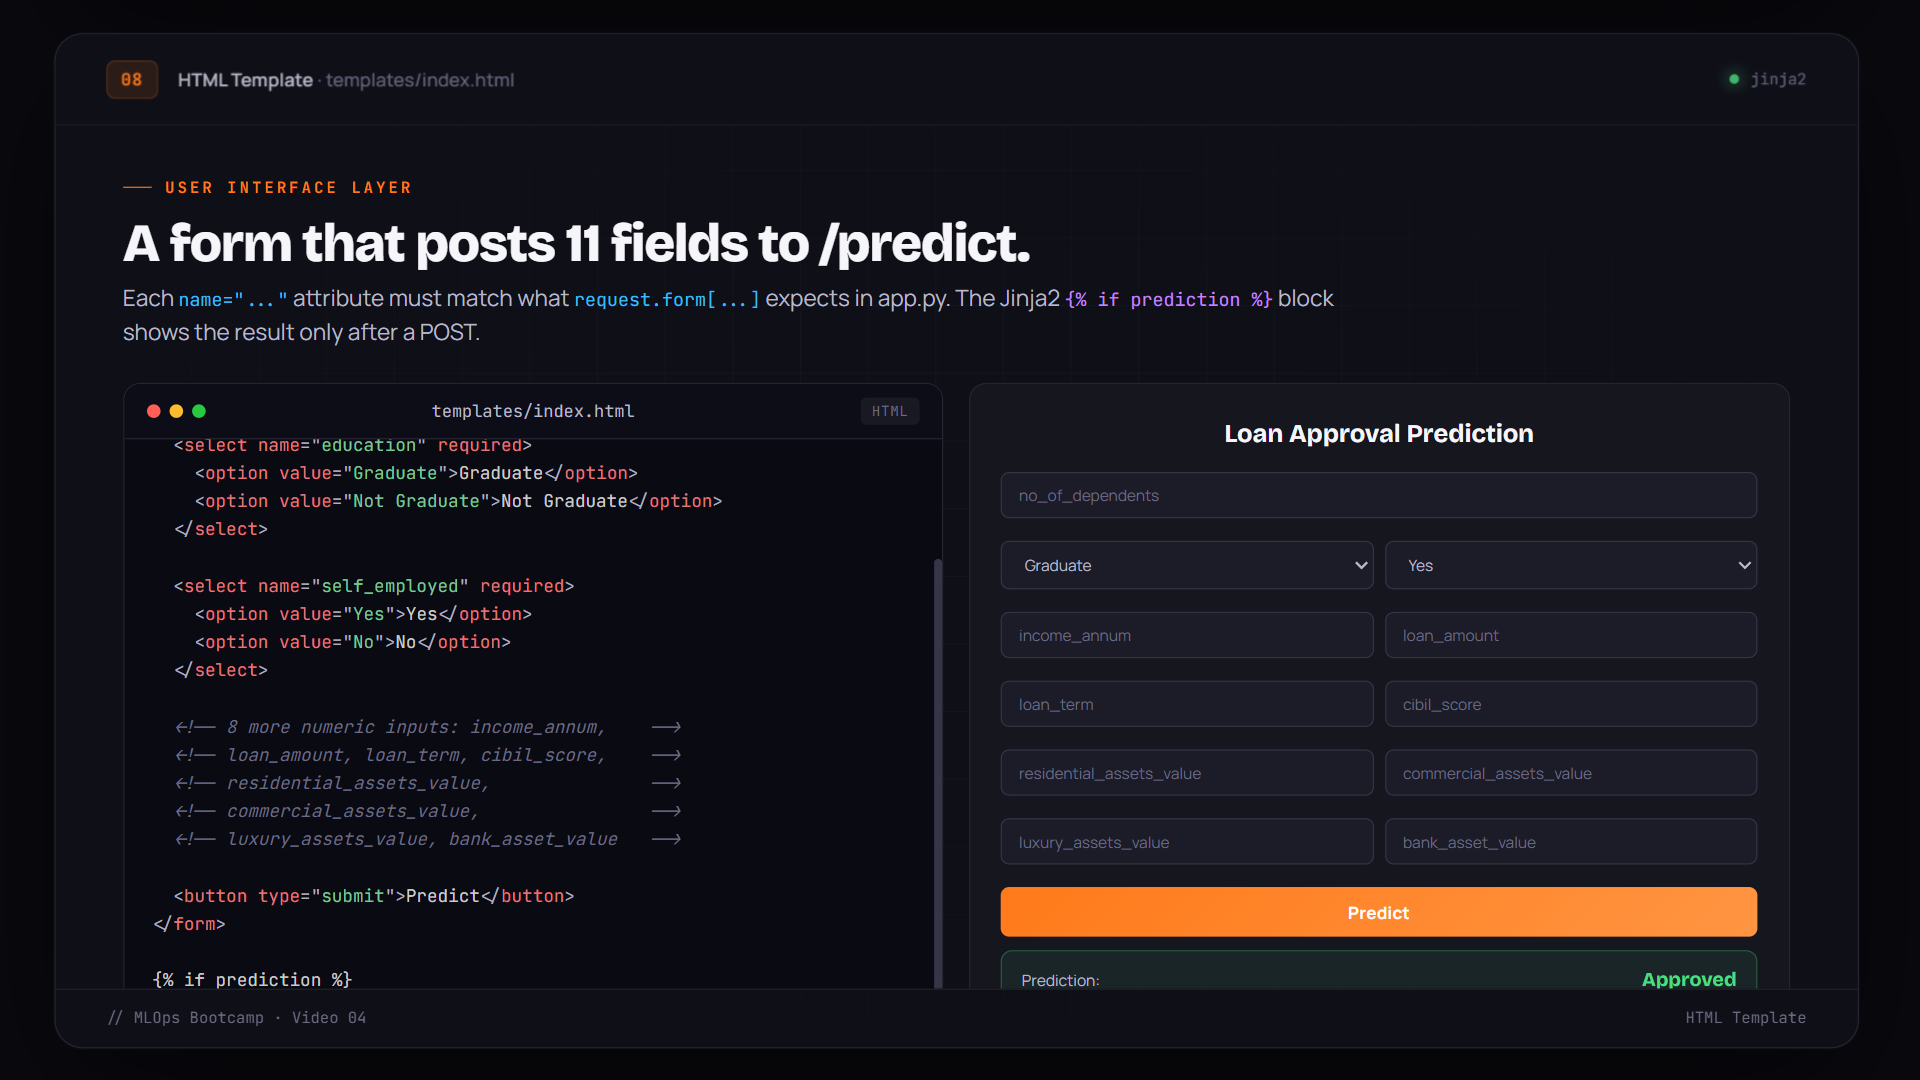 08 HTML Template · templates/index.html
jinja2
USER INTERFACE LAYER
A form that posts 11 fields to /predict.
Each name="..." attribute must match what request.form[...] expects in app.py. The Jinja2 {% if prediction %} block
shows the result only after a POST.
templates/index.html
HTML
<select name="education" required>
<option value="Graduate">Graduate</option>
<option value="Not Graduate">Not Graduate</option>
</select>
<select name="self_employed" required>
<option value="Yes">Yes</option>
<option value="No">No</option>
</select>
<!-- 8 more numeric inputs: income_annum, -->
<!-- loan_amount, loan_term, cibil_score, -->
<!-- residential_assets_value, -->
<!-- commercial_assets_value, -->
<!-- luxury_assets_value, bank_asset_value -->
<button type="submit">Predict</button>
</form>
{% if prediction %}
Loan Approval Prediction
no_of_dependents
Graduate
Yes
income_annum
loan_amount
loan_term
cibil_score
residential_assets_value
commercial_assets_value
luxury_assets_value
bank_asset_value
Predict
Prediction:
Approved
// MLOps Bootcamp · Video 04
HTML Template